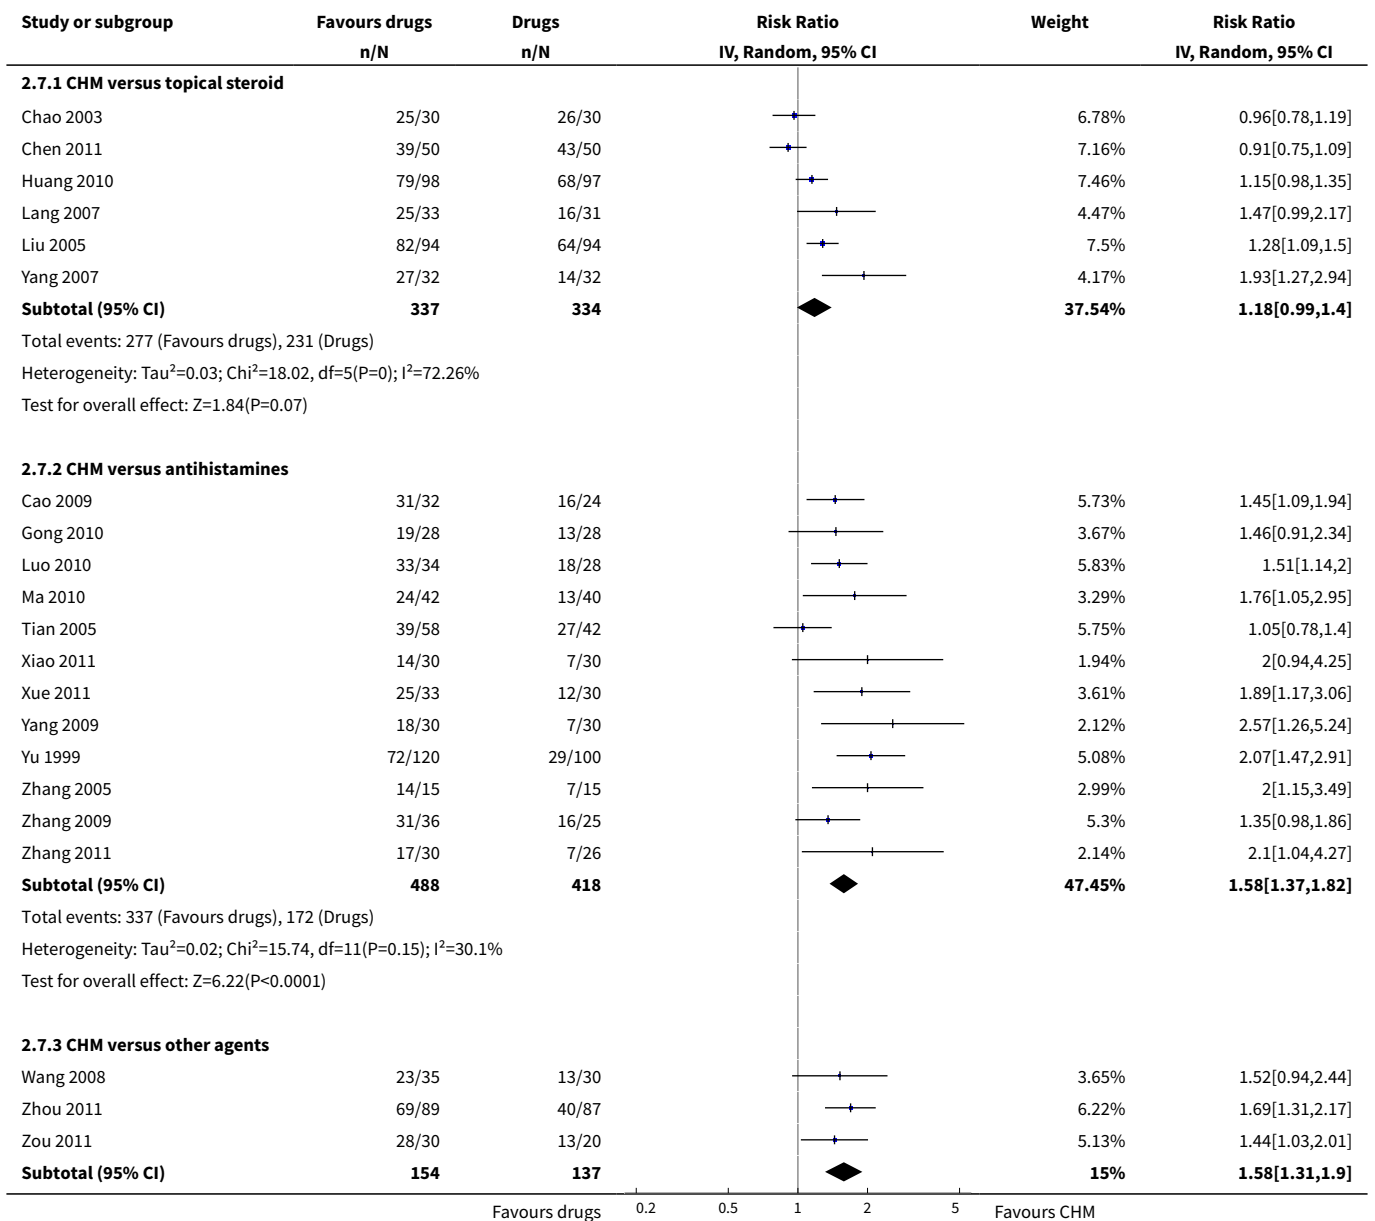 Study or subgroup Favours drugs Drugs Risk Ratio Weight Risk Ratio
n/N n/N IV, Random, 95% CI IV, Random, 95% CI
2.7.1 CHM versus topical steroid
Chao 2003 25/30 26/30 6.78% 0.96[0.78,1.19]
Chen 2011 39/50 43/50 7.16% 0.91[0.75,1.09]
Huang 2010 79/98 68/97 7.46% 1.15[0.98,1.35]
Lang 2007 25/33 16/31 4.47% 1.47[0.99,2.17]
Liu 2005 82/94 64/94 7.5% 1.28[1.09,1.5]
Yang 2007 27/32 14/32 4.17% 1.93[1.27,2.94]
Subtotal (95% CI) 337 334 37.54% 1.18[0.99,1.4]
Total events: 277 (Favours drugs), 231 (Drugs)
Heterogeneity: Tau²=0.03; Chi²=18.02, df=5(P=0); I²=72.26%
Test for overall effect: Z=1.84(P=0.07)
2.7.2 CHM versus antihistamines
Cao 2009 31/32 16/24 5.73% 1.45[1.09,1.94]
Gong 2010 19/28 13/28 3.67% 1.46[0.91,2.34]
Luo 2010 33/34 18/28 5.83% 1.51[1.14,2]
Ma 2010 24/42 13/40 3.29% 1.76[1.05,2.95]
Tian 2005 39/58 27/42 5.75% 1.05[0.78,1.4]
Xiao 2011 14/30 7/30 1.94% 2[0.94,4.25]
Xue 2011 25/33 12/30 3.61% 1.89[1.17,3.06]
Yang 2009 18/30 7/30 2.12% 2.57[1.26,5.24]
Yu 1999 72/120 29/100 5.08% 2.07[1.47,2.91]
Zhang 2005 14/15 7/15 2.99% 2[1.15,3.49]
Zhang 2009 31/36 16/25 5.3% 1.35[0.98,1.86]
Zhang 2011 17/30 7/26 2.14% 2.1[1.04,4.27]
Subtotal (95% CI) 488 418 47.45% 1.58[1.37,1.82]
Total events: 337 (Favours drugs), 172 (Drugs)
Heterogeneity: Tau²=0.02; Chi²=15.74, df=11(P=0.15); I²=30.1%
Test for overall effect: Z=6.22(P<0.0001)
2.7.3 CHM versus other agents
Wang 2008 23/35 13/30 3.65% 1.52[0.94,2.44]
Zhou 2011 69/89 40/87 6.22% 1.69[1.31,2.17]
Zou 2011 28/30 13/20 5.13% 1.44[1.03,2.01]
Subtotal (95% CI) 154 137 15% 1.58[1.31,1.9]
Favours drugs 0.2 0.5 1 2 5 Favours CHM